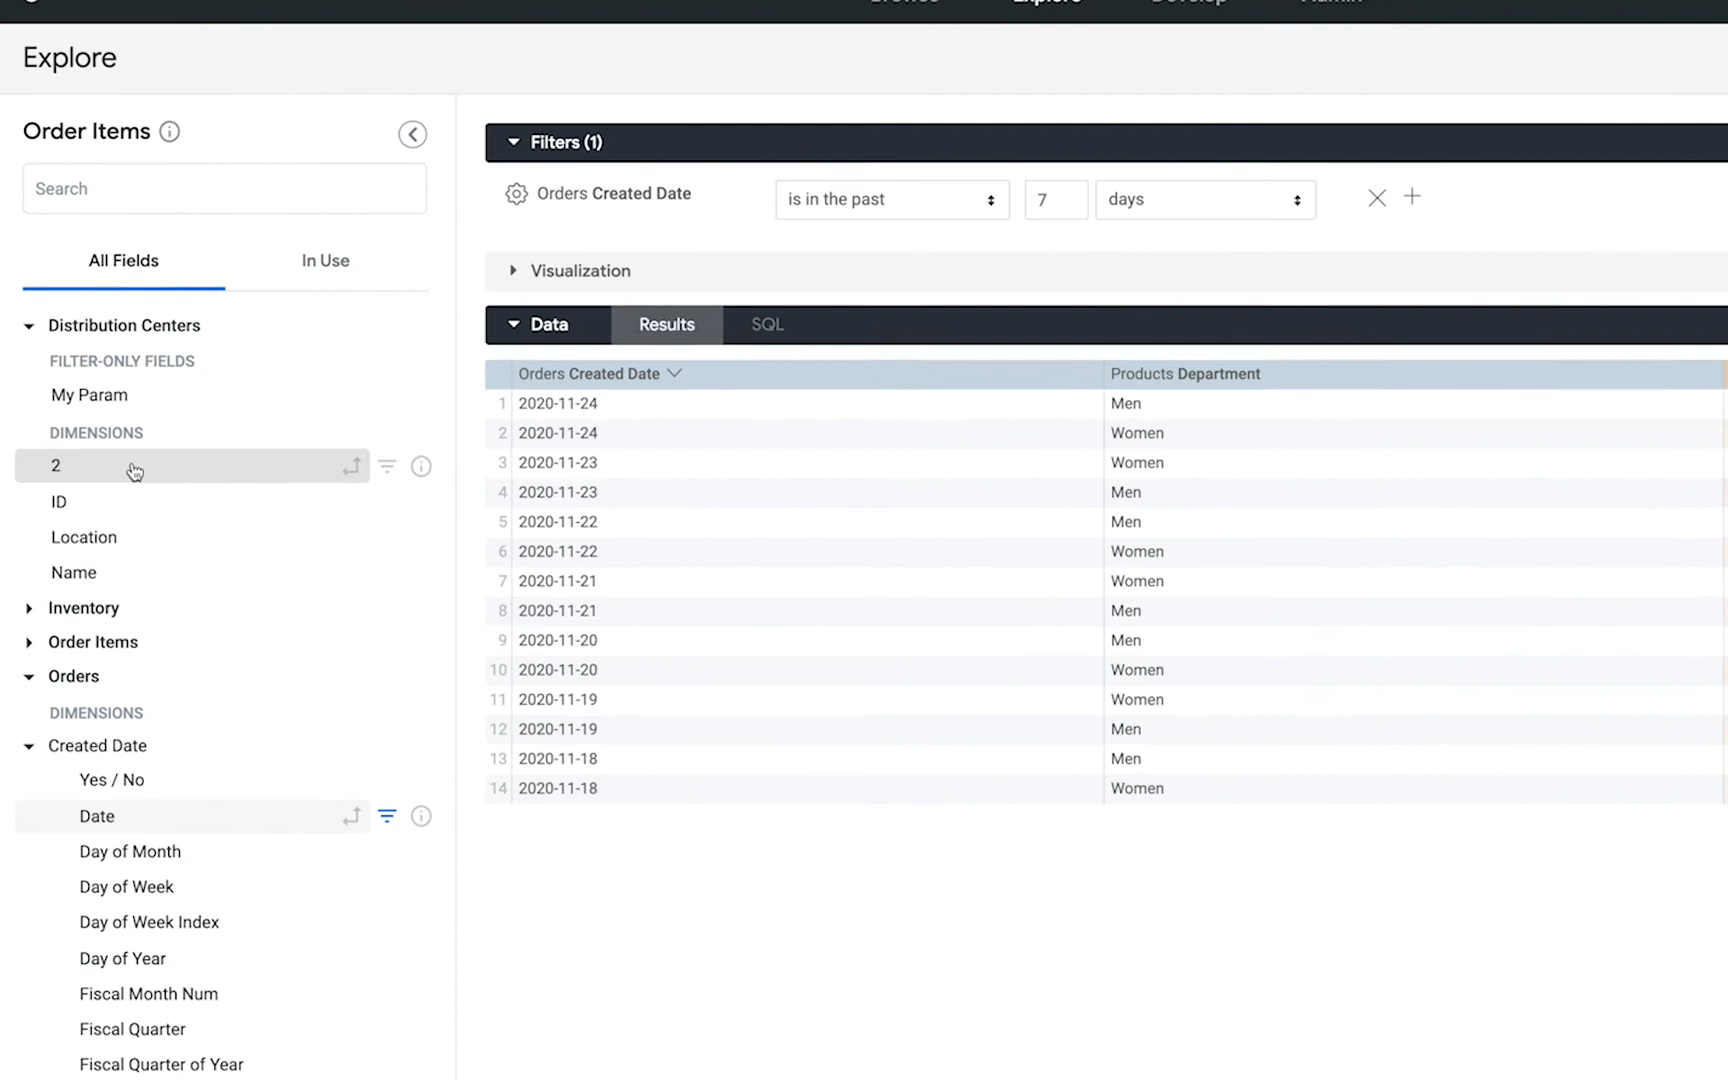 Browse Explore Develop Admin
Explore
Order Items
Search
All Fields In Use
Distribution Centers
FILTER-ONLY FIELDS
My Param
DIMENSIONS
2
ID
Location
Name
Inventory
Order Items
Orders
DIMENSIONS
Created Date
Yes / No
Date
Day of Month
Day of Week
Day of Week Index
Day of Year
Fiscal Month Num
Fiscal Quarter
Fiscal Quarter of Year
Filters (1)
Orders Created Date is in the past 7 days
Visualization
Data Results SQL
Orders Created Date Products Department
1 2020-11-24 Men
2 2020-11-24 Women
3 2020-11-23 Women
4 2020-11-23 Men
5 2020-11-22 Men
6 2020-11-22 Women
7 2020-11-21 Women
8 2020-11-21 Men
9 2020-11-20 Men
10 2020-11-20 Women
11 2020-11-19 Women
12 2020-11-19 Men
13 2020-11-18 Men
14 2020-11-18 Women